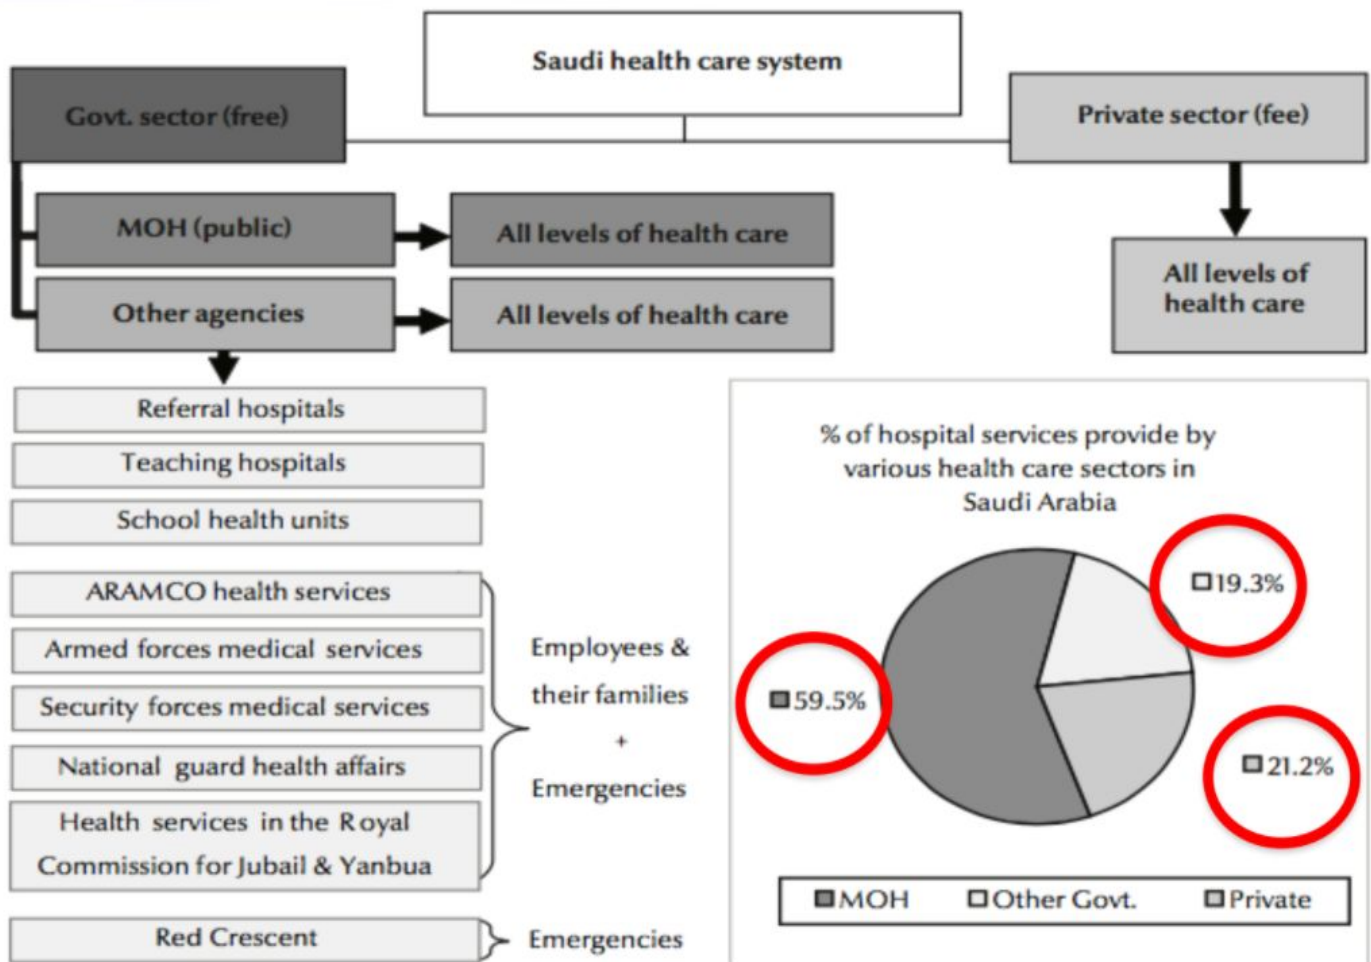 Saudi health care system
Govt. sector (free)
Private sector (fee)
MOH (public)
All levels of health care
Other agencies
All levels of health care
All levels of
health care
Referral hospitals
Teaching hospitals
School health units
ARAMCO health services
Armed forces medical services
Security forces medical services
National guard health affairs
Health services in the Royal
Commission for Jubail & Yanbua
Employees &
their families
+
Emergencies
Red Crescent
Emergencies
% of hospital services provide by
various health care sectors in
Saudi Arabia
19.3%
59.5%
21.2%
MOH
Other Govt.
Private